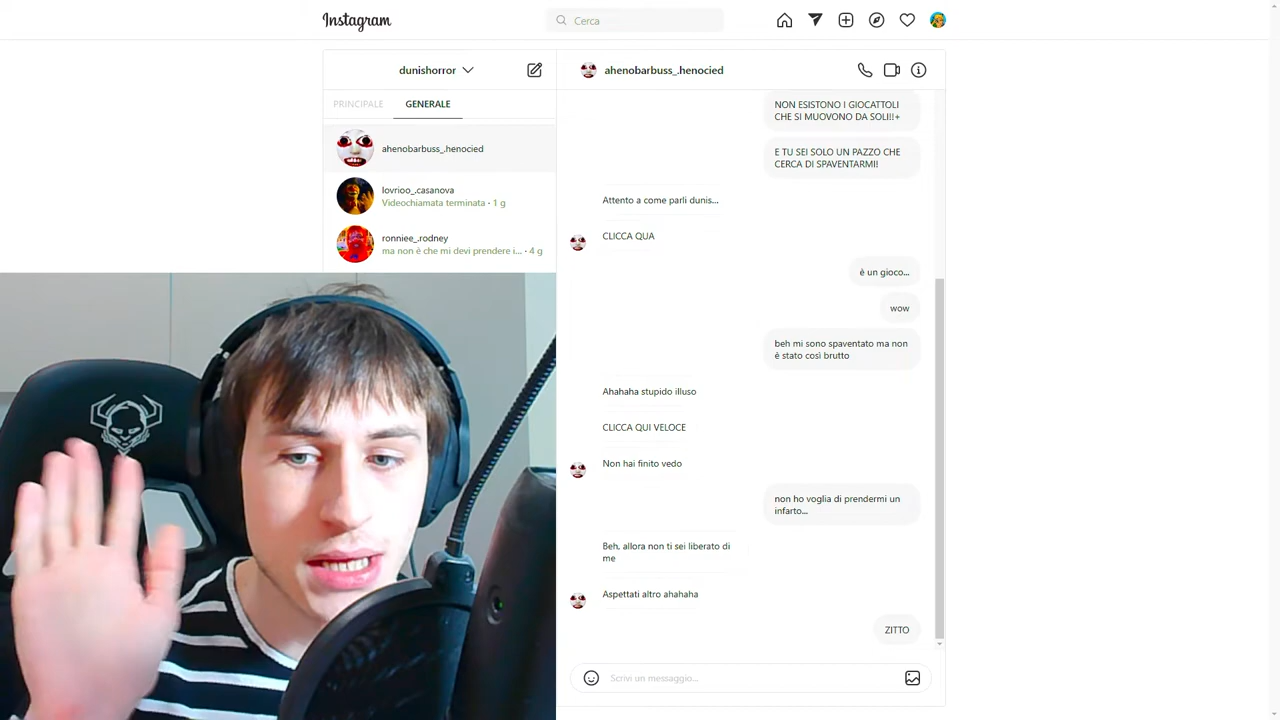 Instagram
Cerca
dunishorror
ahenobarbuss_.henocied
PRINCIPALE
GENERALE
ahenobarbuss_.henocied
lovrioo_.casanova
Videochiamata terminata • 1 g
ronniee_.rodney
ma non è che mi devi prendere i... • 4 g
NON ESISTONO I GIOCATTOLI
CHE SI MUOVONO DA SOLI!!+
E TU SEI SOLO UN PAZZO CHE
CERCA DI SPAVENTARMI!
Attento a come parli dunis...
CLICCA QUA
è un gioco...
wow
beh mi sono spaventato ma non
è stato così brutto
Ahahaha stupido illuso
CLICCA QUI VELOCE
Non hai finito vedo
non ho voglia di prendermi un
infarto...
Beh, allora non ti sei liberato di
me
Aspettati altro ahahaha
ZITTO
Scrivi un messaggio...